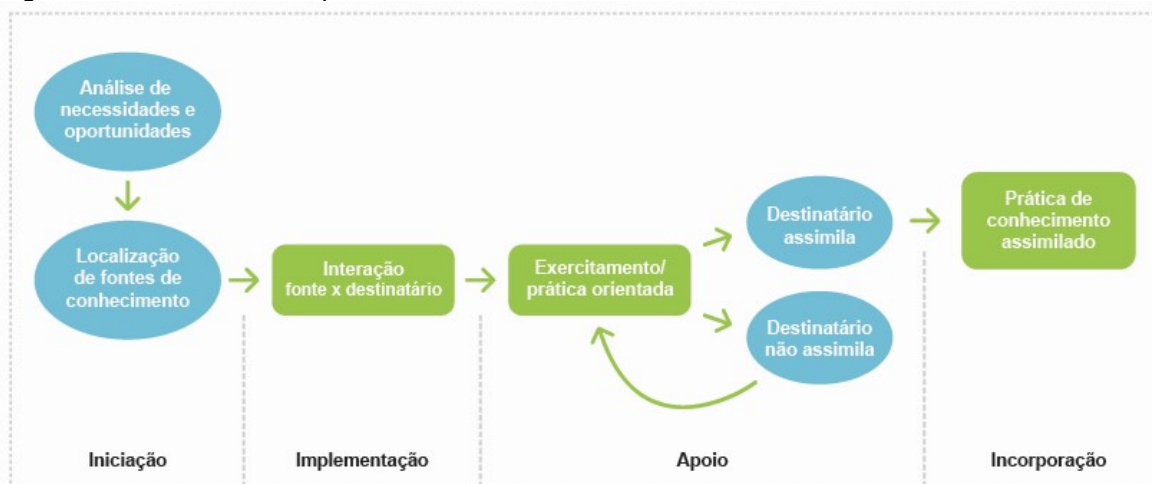 Análise de
necessidades e
oportunidades
Localização
de fontes de
conhecimento
Interação
fonte x destinatário
Exercitamento/
prática orientada
Destinatário
assimila
Destinatário
não assimila
Prática de
conhecimento
assimilado
Iniciação
Implementação
Apoio
Incorporação